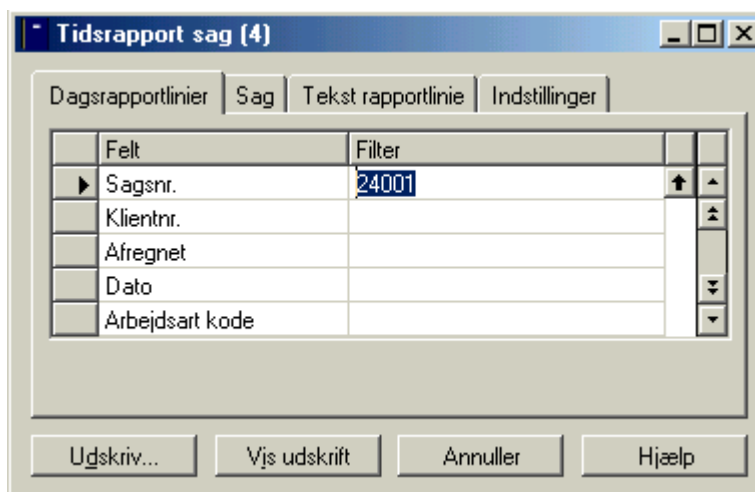 Tidsrapport sag (4)
Dagsrapportlinier Sag Tekst rapportlinie Indstillinger
Felt Filter
Sagsnr. 24001
Klientnr.
Afregnet
Dato
Arbejdsart kode
Udskriv... Vis udskrift Annuller Hjælp